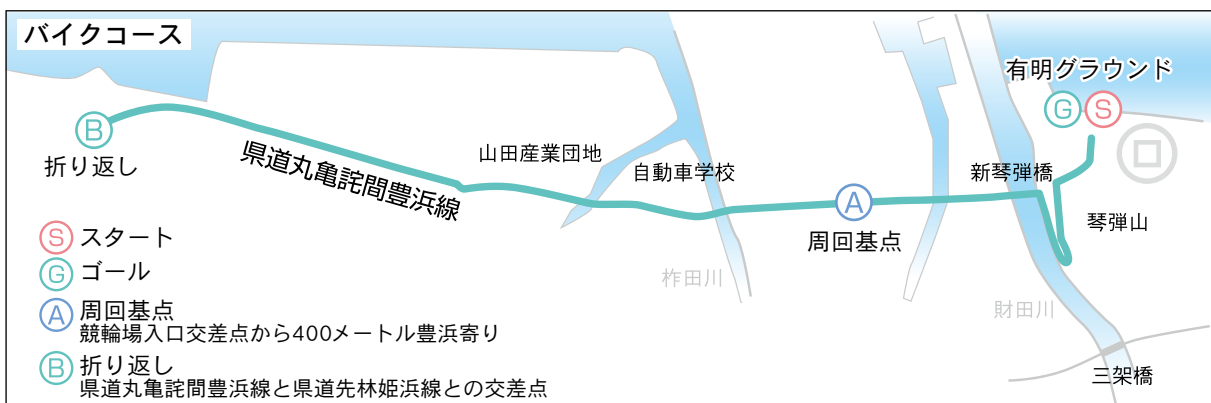 バイクコース
有明グラウンド
G S
B
折り返し
県道丸亀詫間豊浜線
山田産業団地
自動車学校
新琴弾橋
A
周回基点
琴弾山
柞田川
財田川
三架橋
S スタート
G ゴール
A 周回基点
競輪場入口交差点から400メートル豊浜寄り
B 折り返し
県道丸亀詫間豊浜線と県道先林姫浜線との交差点